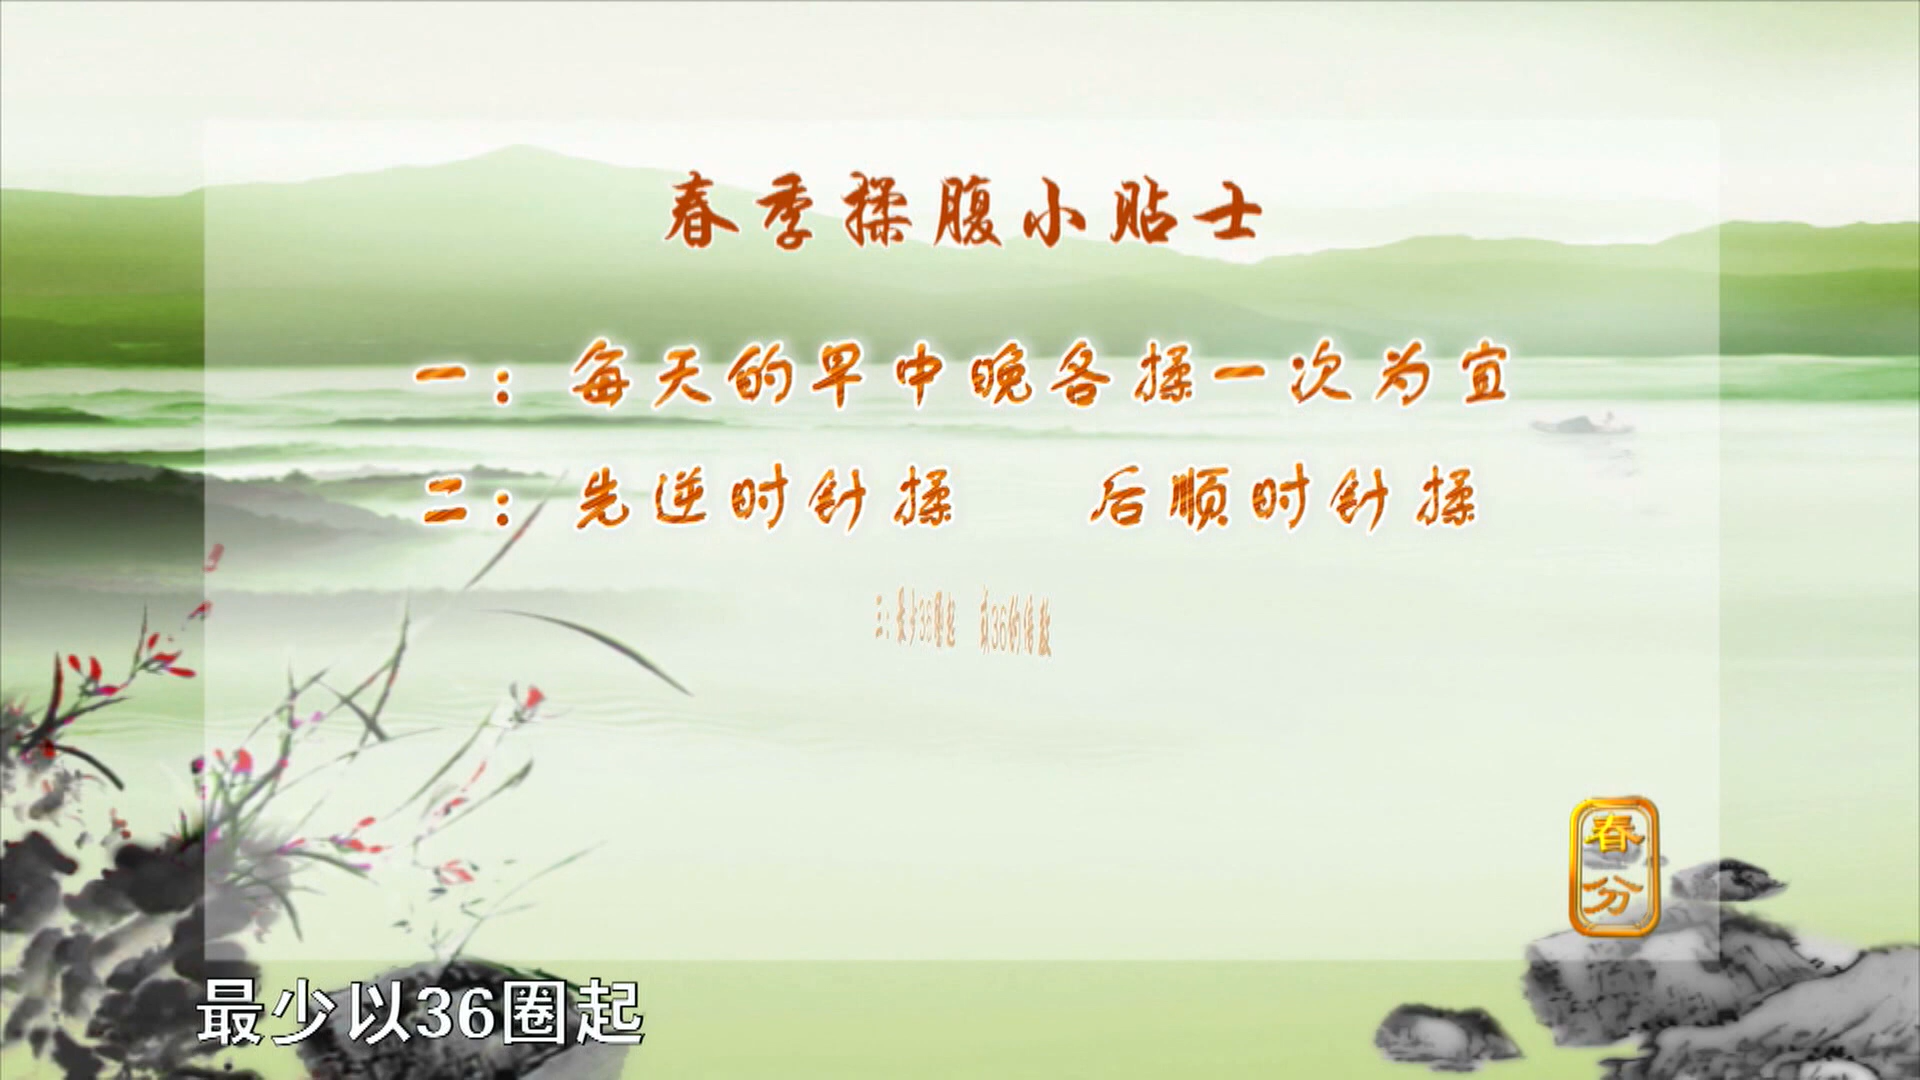 春季揉腹小贴士
一：每天的早中晚各揉一次为宜
二：先逆时针揉 后顺时针揉
三：最少36圈起 或36的倍数
春分
最少以36圈起